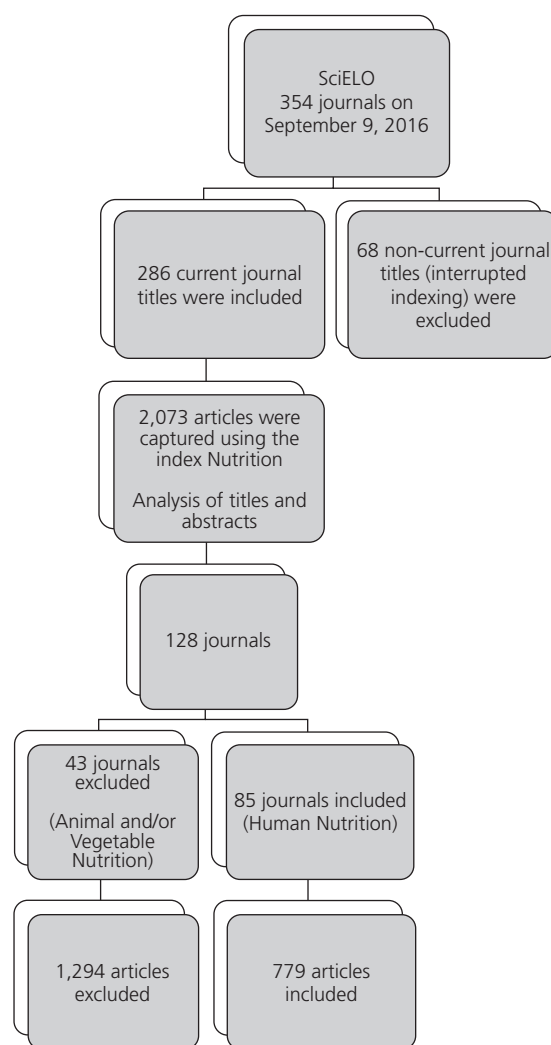 SciELO
354 journals on
September 9, 2016
286 current journal
titles were included
68 non-current journal
titles (interrupted
indexing) were
excluded
2,073 articles were
captured using the
index Nutrition
Analysis of titles and
abstracts
128 journals
43 journals
excluded
(Animal and/or
Vegetable
Nutrition)
85 journals included
(Human Nutrition)
1,294 articles
excluded
779 articles
included